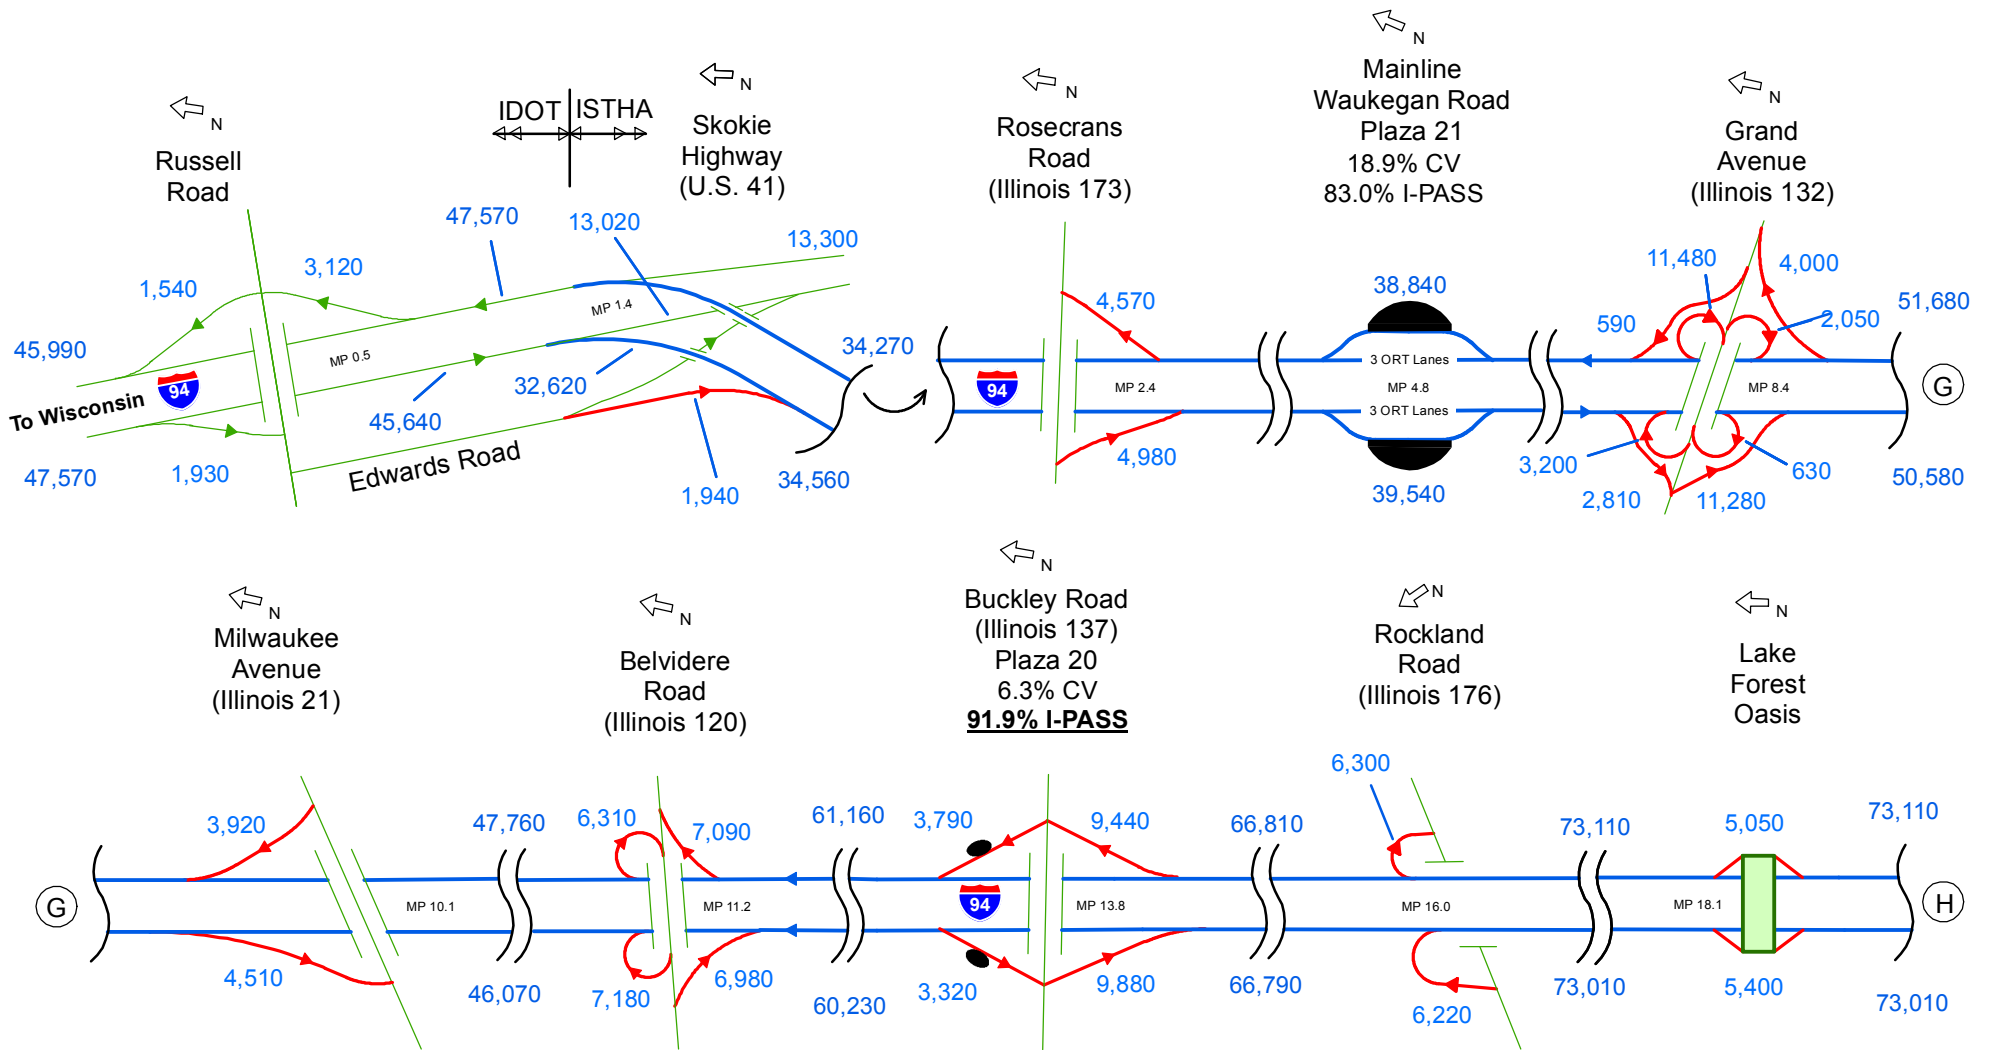 N
Russell
Road
IDOT
ISTHA
N
Skokie
Highway
(U.S. 41)
N
Rosecrans
Road
(Illinois 173)
N
Mainline
Waukegan Road
Plaza 21
18.9% CV
83.0% I-PASS
N
Grand
Avenue
(Illinois 132)
47,570
13,020
13,300
3,120
1,540
MP 1.4
MP 0.5
45,990
94
To Wisconsin
45,640
32,620
34,270
47,570
1,930
Edwards Road
1,940
34,560
4,570
94
MP 2.4
4,980
38,840
3 ORT Lanes
MP 4.8
3 ORT Lanes
39,540
11,480
4,000
51,680
590
2,050
MP 8.4
G
3,200
630
2,810
11,280
50,580
N
Milwaukee
Avenue
(Illinois 21)
N
Belvidere
Road
(Illinois 120)
N
Buckley Road
(Illinois 137)
Plaza 20
6.3% CV
91.9% I-PASS
N
Rockland
Road
(Illinois 176)
N
Lake
Forest
Oasis
3,920
47,760
6,310
7,090
61,160
3,790
9,440
66,810
6,300
73,110
5,050
73,110
G
MP 10.1
MP 11.2
94
MP 13.8
MP 16.0
MP 18.1
H
4,510
46,070
7,180
6,980
60,230
3,320
9,880
66,790
6,220
73,010
5,400
73,010